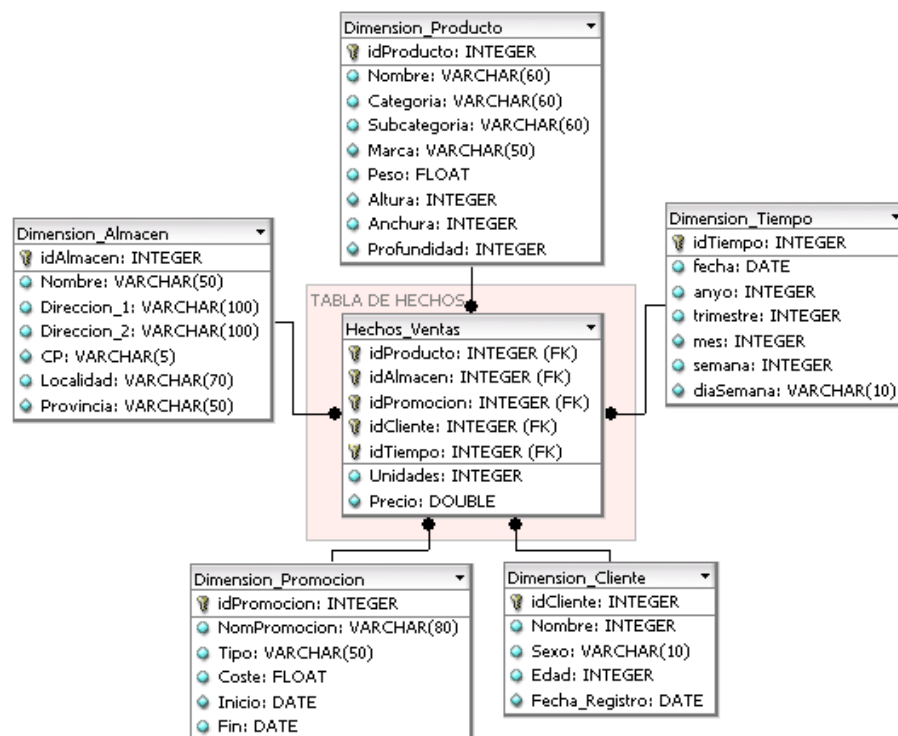 Dimension_Producto
idProducto: INTEGER
Nombre: VARCHAR(60)
Categoria: VARCHAR(60)
Subcategoria: VARCHAR(60)
Marca: VARCHAR(50)
Peso: FLOAT
Altura: INTEGER
Anchura: INTEGER
Profundidad: INTEGER
Dimension_Almacen
idAlmacen: INTEGER
Nombre: VARCHAR(50)
Direccion_1: VARCHAR(100)
Direccion_2: VARCHAR(100)
CP: VARCHAR(5)
Localidad: VARCHAR(70)
Provincia: VARCHAR(50)
Dimension_Tiempo
idTiempo: INTEGER
fecha: DATE
anyo: INTEGER
trimestre: INTEGER
mes: INTEGER
semana: INTEGER
diaSemana: VARCHAR(10)
TABLA DE HECHOS
Hechos_Ventas
idProducto: INTEGER (FK)
idAlmacen: INTEGER (FK)
idPromocion: INTEGER (FK)
idCliente: INTEGER (FK)
idTiempo: INTEGER (FK)
Unidades: INTEGER
Precio: DOUBLE
Dimension_Promocion
idPromocion: INTEGER
NomPromocion: VARCHAR(80)
Tipo: VARCHAR(50)
Coste: FLOAT
Inicio: DATE
Fin: DATE
Dimension_Cliente
idCliente: INTEGER
Nombre: INTEGER
Sexo: VARCHAR(10)
Edad: INTEGER
Fecha_Registro: DATE